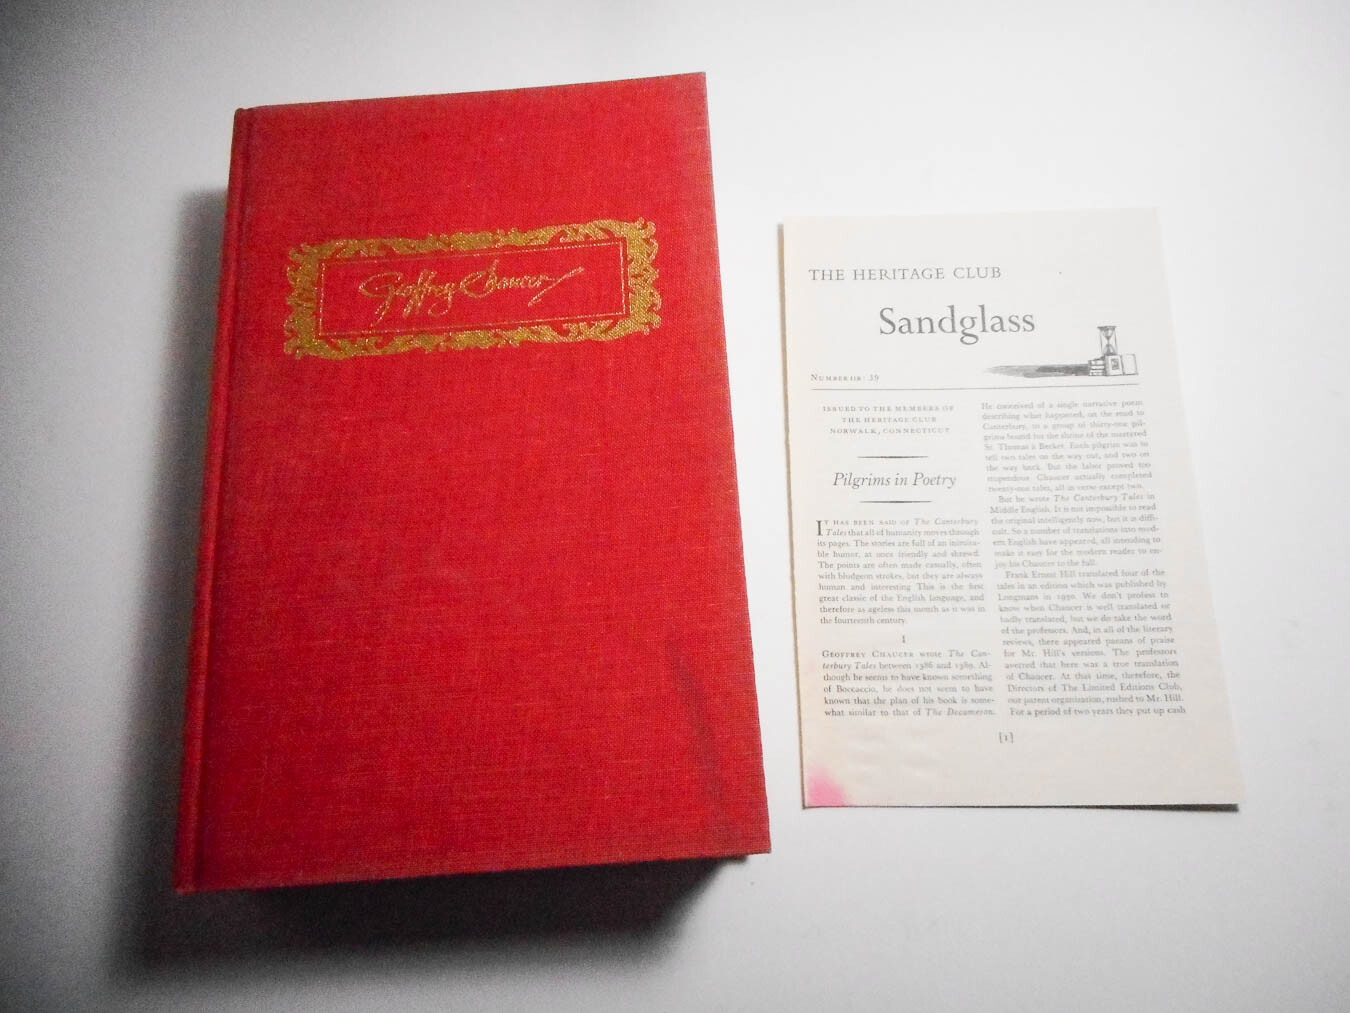 Geoffrey Chaucer
THE HERITAGE CLUB
Sandglass
NUMBER IIR: 39
ISSUED TO THE MEMBERS OF
THE HERITAGE CLUB
NORWALK, CONNECTICUT
Pilgrims in Poetry
IT HAS BEEN SAID OF The Canterbury
Tales that all of humanity moves through
its pages. The stories are full of an inimita-
ble humor, at once friendly and shrewd.
The points are often made casually, often
with bludgeon strokes, but they are always
human and interesting This is the first
great classic of the English language, and
therefore as ageless this month as it was in
the fourteenth century.
I
GEOFFREY CHAUCER wrote The Can-
terbury Tales between 1386 and 1389. Al-
though he seems to have known something
of Boccaccio, he does not seem to have
known that the plan of his book is some-
what similar to that of The Decameron.
He conceived of a single narrative poem
describing what happened, on the road to
Canterbury, to a group of thirty-one pil-
grims bound for the shrine of the martyred
St. Thomas à Becket. Each pilgrim was to
tell two tales on the way out, and two on
the way back. But the labor proved too
stupendous. Chaucer actually completed
twenty-one tales, all in verse except two.
But he wrote The Canterbury Tales in
Middle English. It is not impossible to read
the original intelligently now, but it is diffi-
cult. So a number of translations into mod-
ern English have appeared, all intending to
make it easy for the modern reader to en-
joy his Chaucer to the full.
Frank Ernest Hill translated four of the
tales in an edition which was published by
Longmans in 1930. We don't profess to
know when Chaucer is well translated or
badly translated, but we do take the word
of the professors. And, in all of the literary
reviews, there appeared paeans of praise
for Mr. Hill's versions. The professors
averred that here was a true translation
of Chaucer. At that time, therefore, the
Directors of The Limited Editions Club,
our parent organization, rushed to Mr. Hill.
For a period of two years they put up cash
[1]